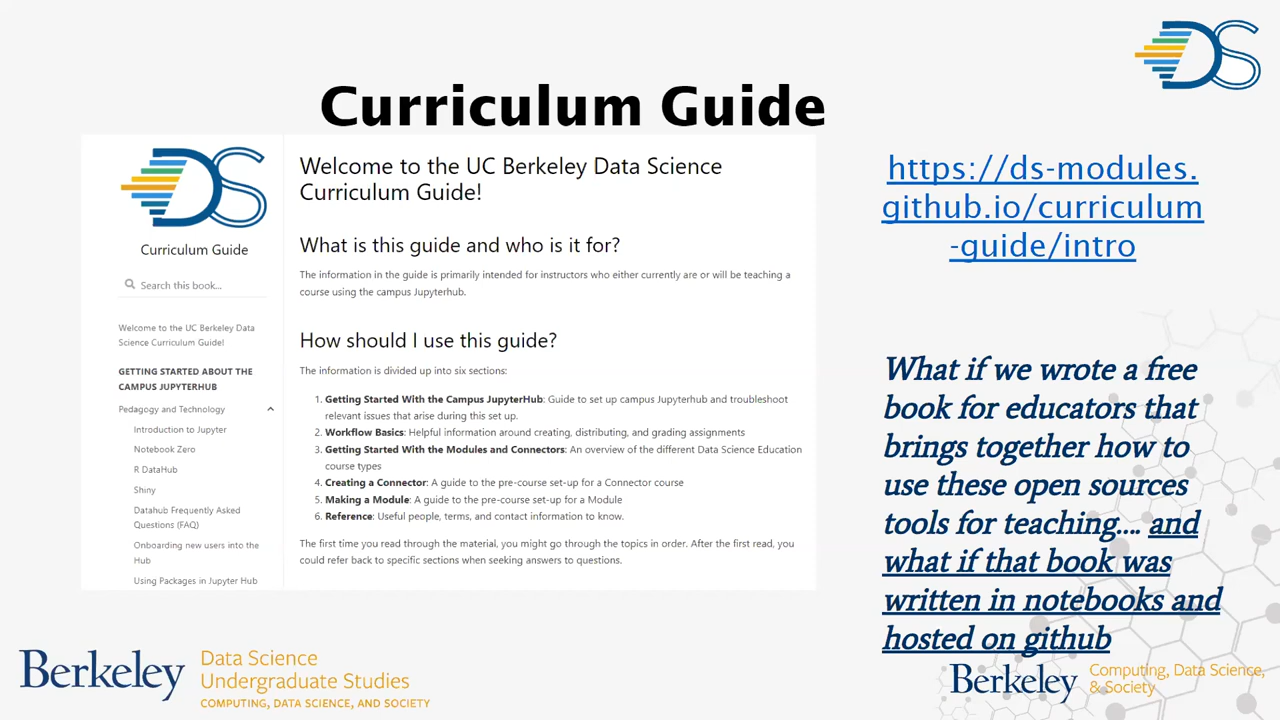 DS
Curriculum Guide
DS
Curriculum Guide
Search this book...
Welcome to the UC Berkeley Data
Science Curriculum Guide!
GETTING STARTED ABOUT THE
CAMPUS JUPYTERHUB
Pedagogy and Technology
Introduction to Jupyter
Notebook Zero
R DataHub
Shiny
Datahub Frequently Asked
Questions (FAQ)
Onboarding new users into the
Hub
Using Packages in Jupyter Hub
Welcome to the UC Berkeley Data Science
Curriculum Guide!
What is this guide and who is it for?
The information in the guide is primarily intended for instructors who either currently are or will be teaching a
course using the campus Jupyterhub.
How should I use this guide?
The information is divided up into six sections:
1. Getting Started With the Campus JupyterHub: Guide to set up campus Jupyterhub and troubleshoot
relevant issues that arise during this set up.
2. Workflow Basics: Helpful information around creating, distributing, and grading assignments
3. Getting Started With the Modules and Connectors: An overview of the different Data Science Education
course types
4. Creating a Connector: A guide to the pre-course set-up for a Connector course
5. Making a Module: A guide to the pre-course set-up for a Module
6. Reference: Useful people, terms, and contact information to know.
The first time you read through the material, you might go through the topics in order. After the first read, you
could refer back to specific sections when seeking answers to questions.
https://ds-modules.
github.io/curriculum
-guide/intro
What if we wrote a free
book for educators that
brings together how to
use these open sources
tools for teaching.... and
what if that book was
written in notebooks and
hosted on github
Berkeley
Data Science
Undergraduate Studies
COMPUTING, DATA SCIENCE, AND SOCIETY
Berkeley
Computing, Data Science,
& Society